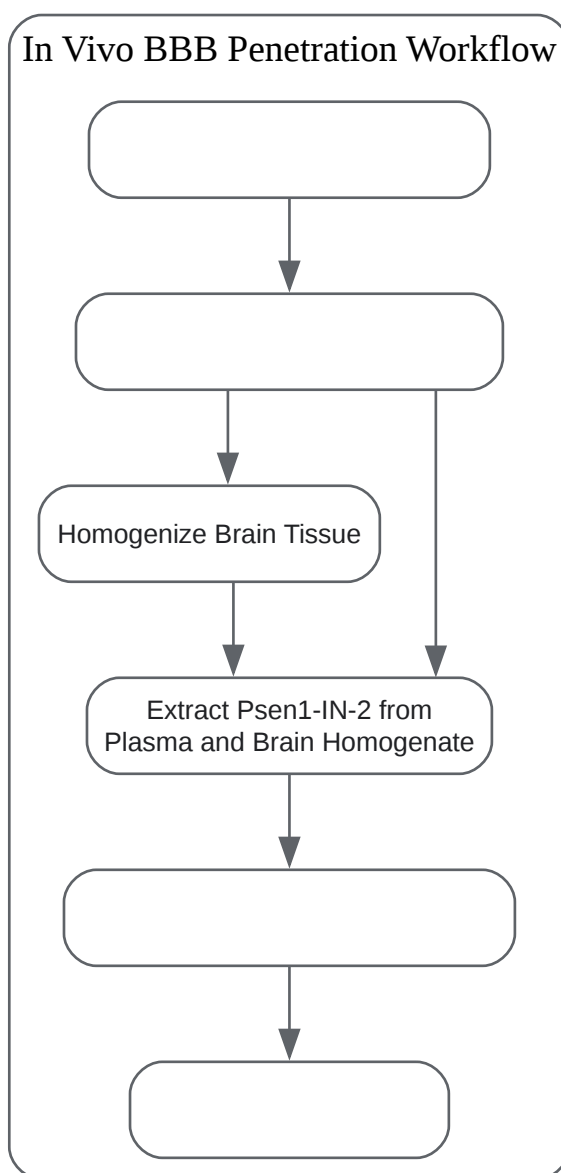 In Vivo BBB Penetration Workflow
Homogenize Brain Tissue
Extract Psen1-IN-2 from
Plasma and Brain Homogenate